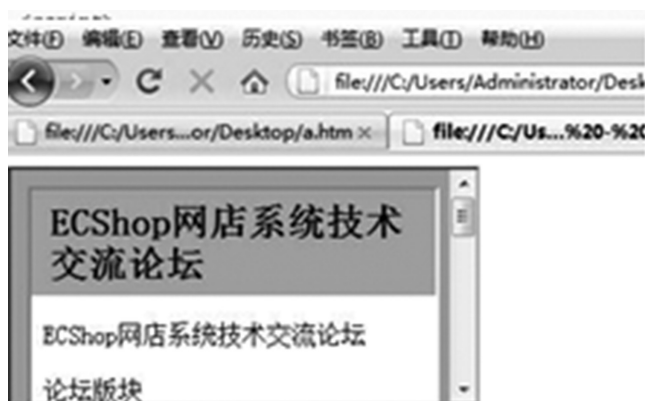 文件(F) 编辑(E) 查看(V) 历史(S) 书签(B) 工具(T) 帮助(H)
file:///C:/Users/Administrator/Desk
file:///C:/Users...or/Desktop/a.htm × file:///C:/Us...%20-%20
ECShop网店系统技术
交流论坛
ECShop网店系统技术交流论坛
论坛版块